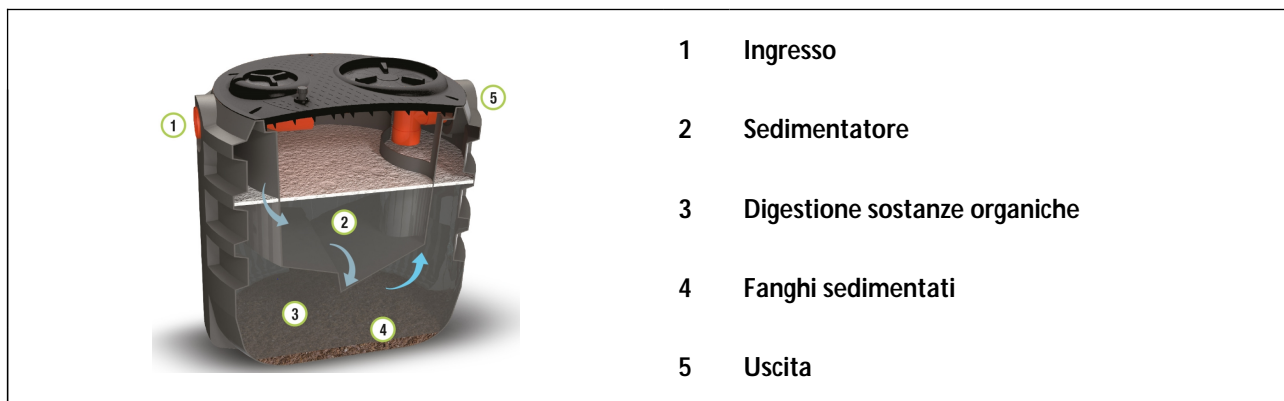 1
5
2
3
4
1 Ingresso
2 Sedimentatore
3 Digestione sostanze organiche
4 Fanghi sedimentati
5 Uscita